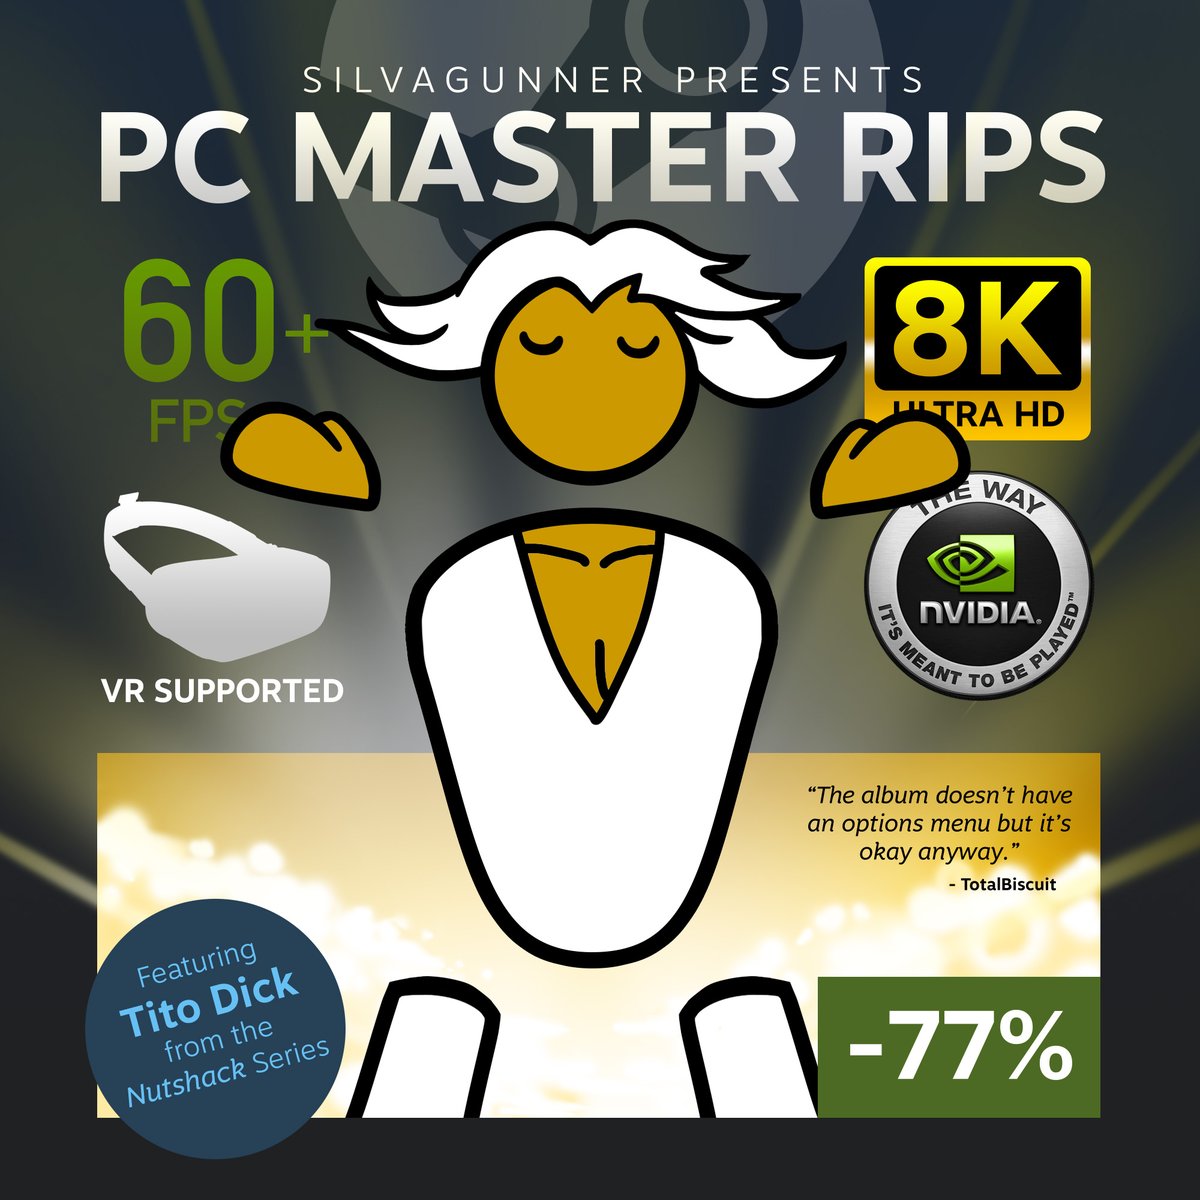 SILVAGUNNER PRESENTS
PC MASTER RIPS
60+
FPS
8K
ULTRA HD
VR SUPPORTED
THE WAY
NVIDIA.
IT'S MEANT TO BE PLAYED™
“The album doesn’t have
an options menu but it’s
okay anyway.”
- TotalBiscuit
Featuring
Tito Dick
from the
Nutshack Series
-77%